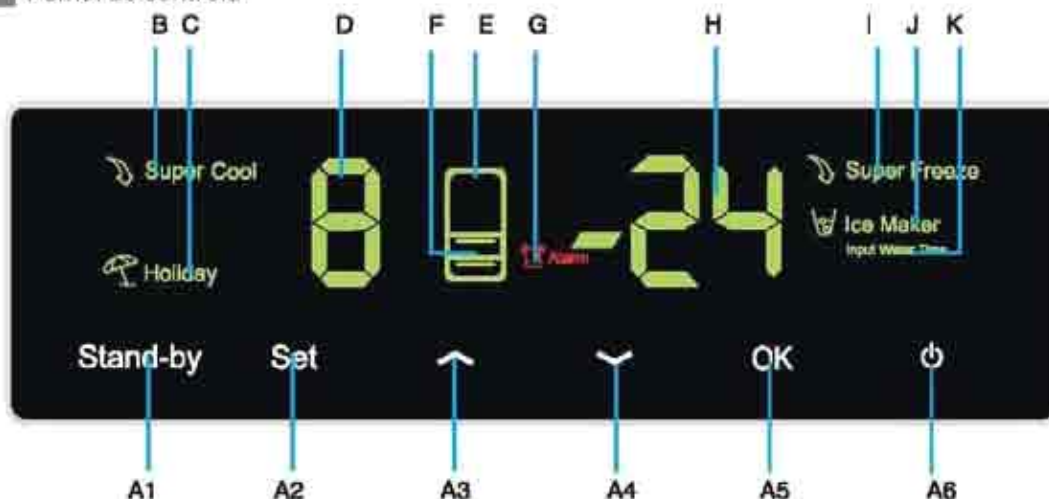 B C D F E G H I J K
Super Cool
8
-24
Super Freeze
Alarm
Ice Maker
Input Water Time
Holiday
Stand-by Set OK
A1 A2 A3 A4 A5 A6